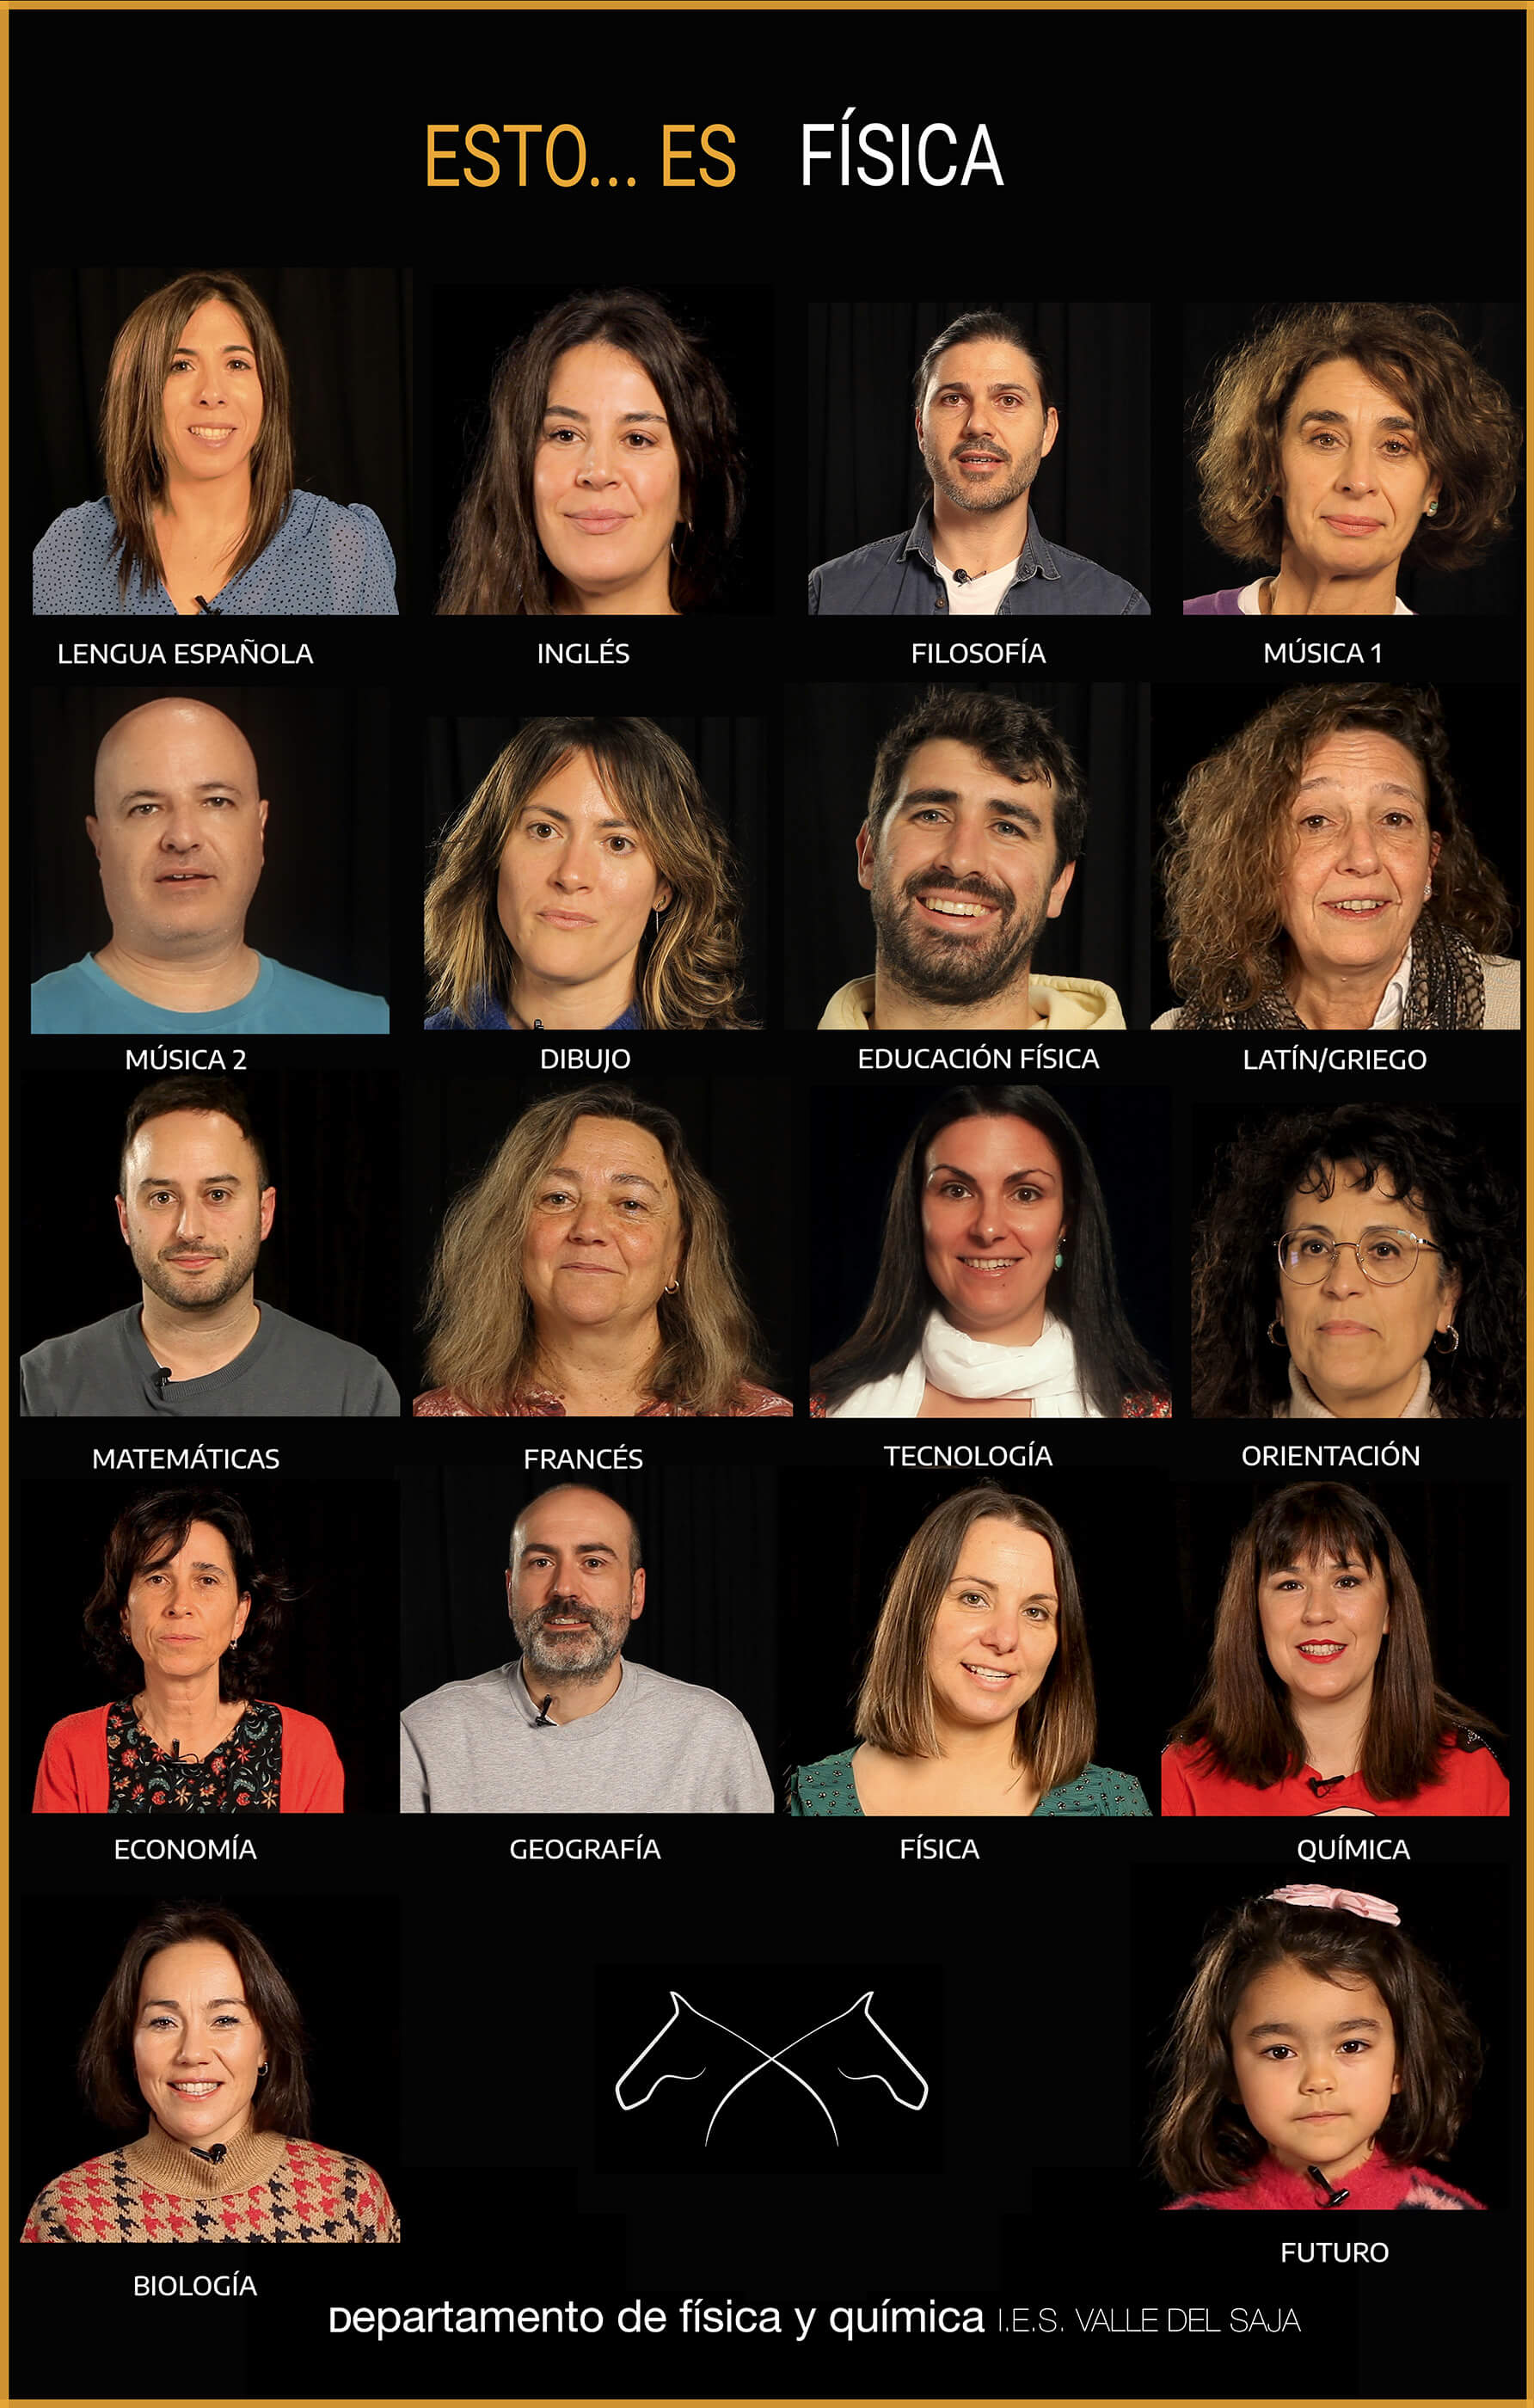 ESTO... ES FÍSICA
LENGUA ESPAÑOLA
INGLÉS
FILOSOFÍA
MÚSICA 1
MÚSICA 2
DIBUJO
EDUCACIÓN FÍSICA
LATÍN/GRIEGO
MATEMÁTICAS
FRANCÉS
TECNOLOGÍA
ORIENTACIÓN
ECONOMÍA
GEOGRAFÍA
FÍSICA
QUÍMICA
BIOLOGÍA
FUTURO
Departamento de física y química I.E.S. VALLE DEL SAJA